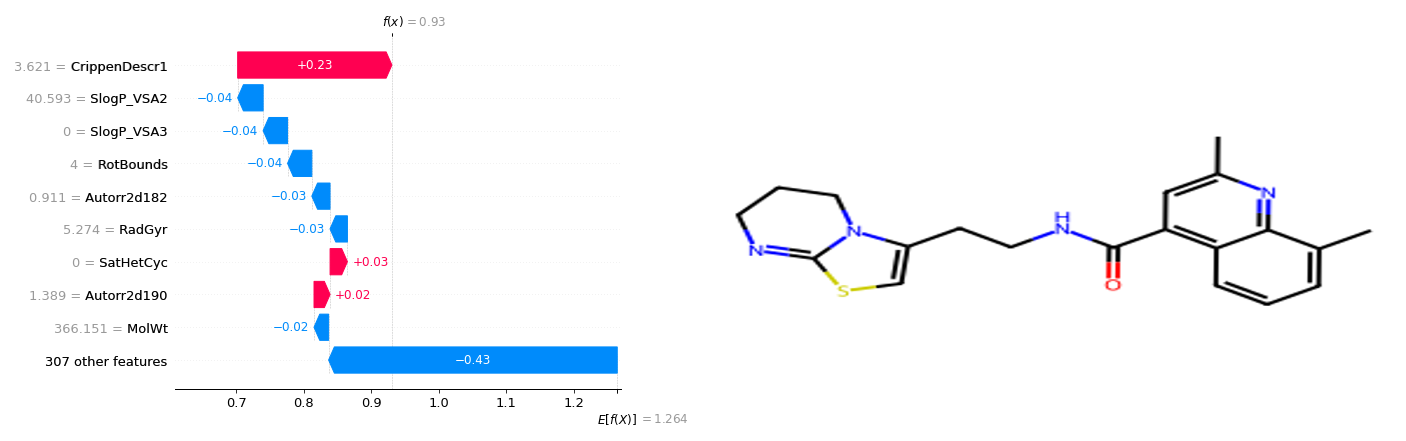 f(x) = 0.93
3.621 = CrippenDescr1
+0.23
40.593 = SlogP_VSA2
−0.04
0 = SlogP_VSA3
−0.04
4 = RotBounds
−0.04
0.911 = Autorr2d182
−0.03
5.274 = RadGyr
−0.03
0 = SatHetCyc
+0.03
1.389 = Autorr2d190
+0.02
366.151 = MolWt
−0.02
307 other features
−0.43
0.7 0.8 0.9 1.0 1.1 1.2
E[f(X)] = 1.264
N
N
S
H
N
O
N